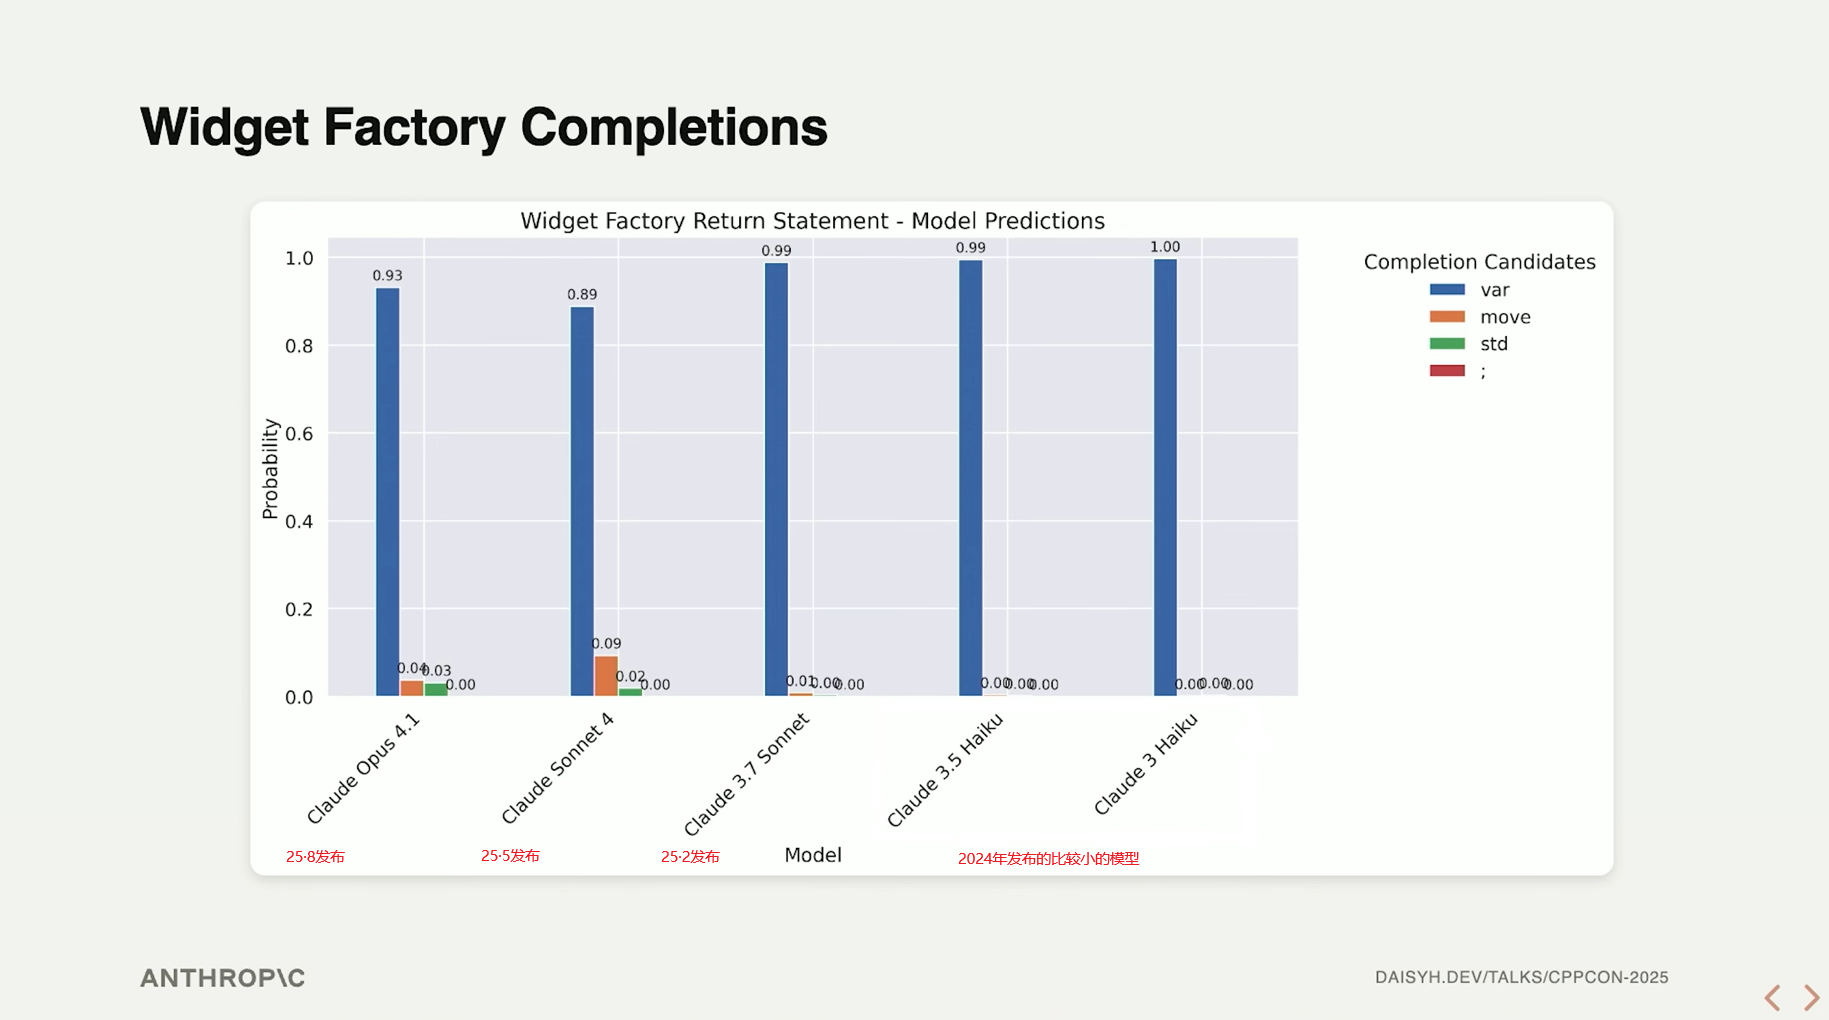 Widget Factory Completions
Widget Factory Return Statement - Model Predictions
Completion Candidates
var
move
std
;
Probability
1.0
0.8
0.6
0.4
0.2
0.0
0.93
0.04
0.03
0.00
0.89
0.09
0.02
0.00
0.99
0.01
0.00
0.00
0.99
0.00
0.00
0.00
1.00
0.00
0.00
0.00
Claude Opus 4.1
Claude Sonnet 4
Claude 3.7 Sonnet
Claude 3.5 Haiku
Claude 3 Haiku
Model
25·8发布
25·5发布
25·2发布
2024年发布的比较小的模型
ANTHROP\C
DAISYH.DEV/TALKS/CPPCON-2025